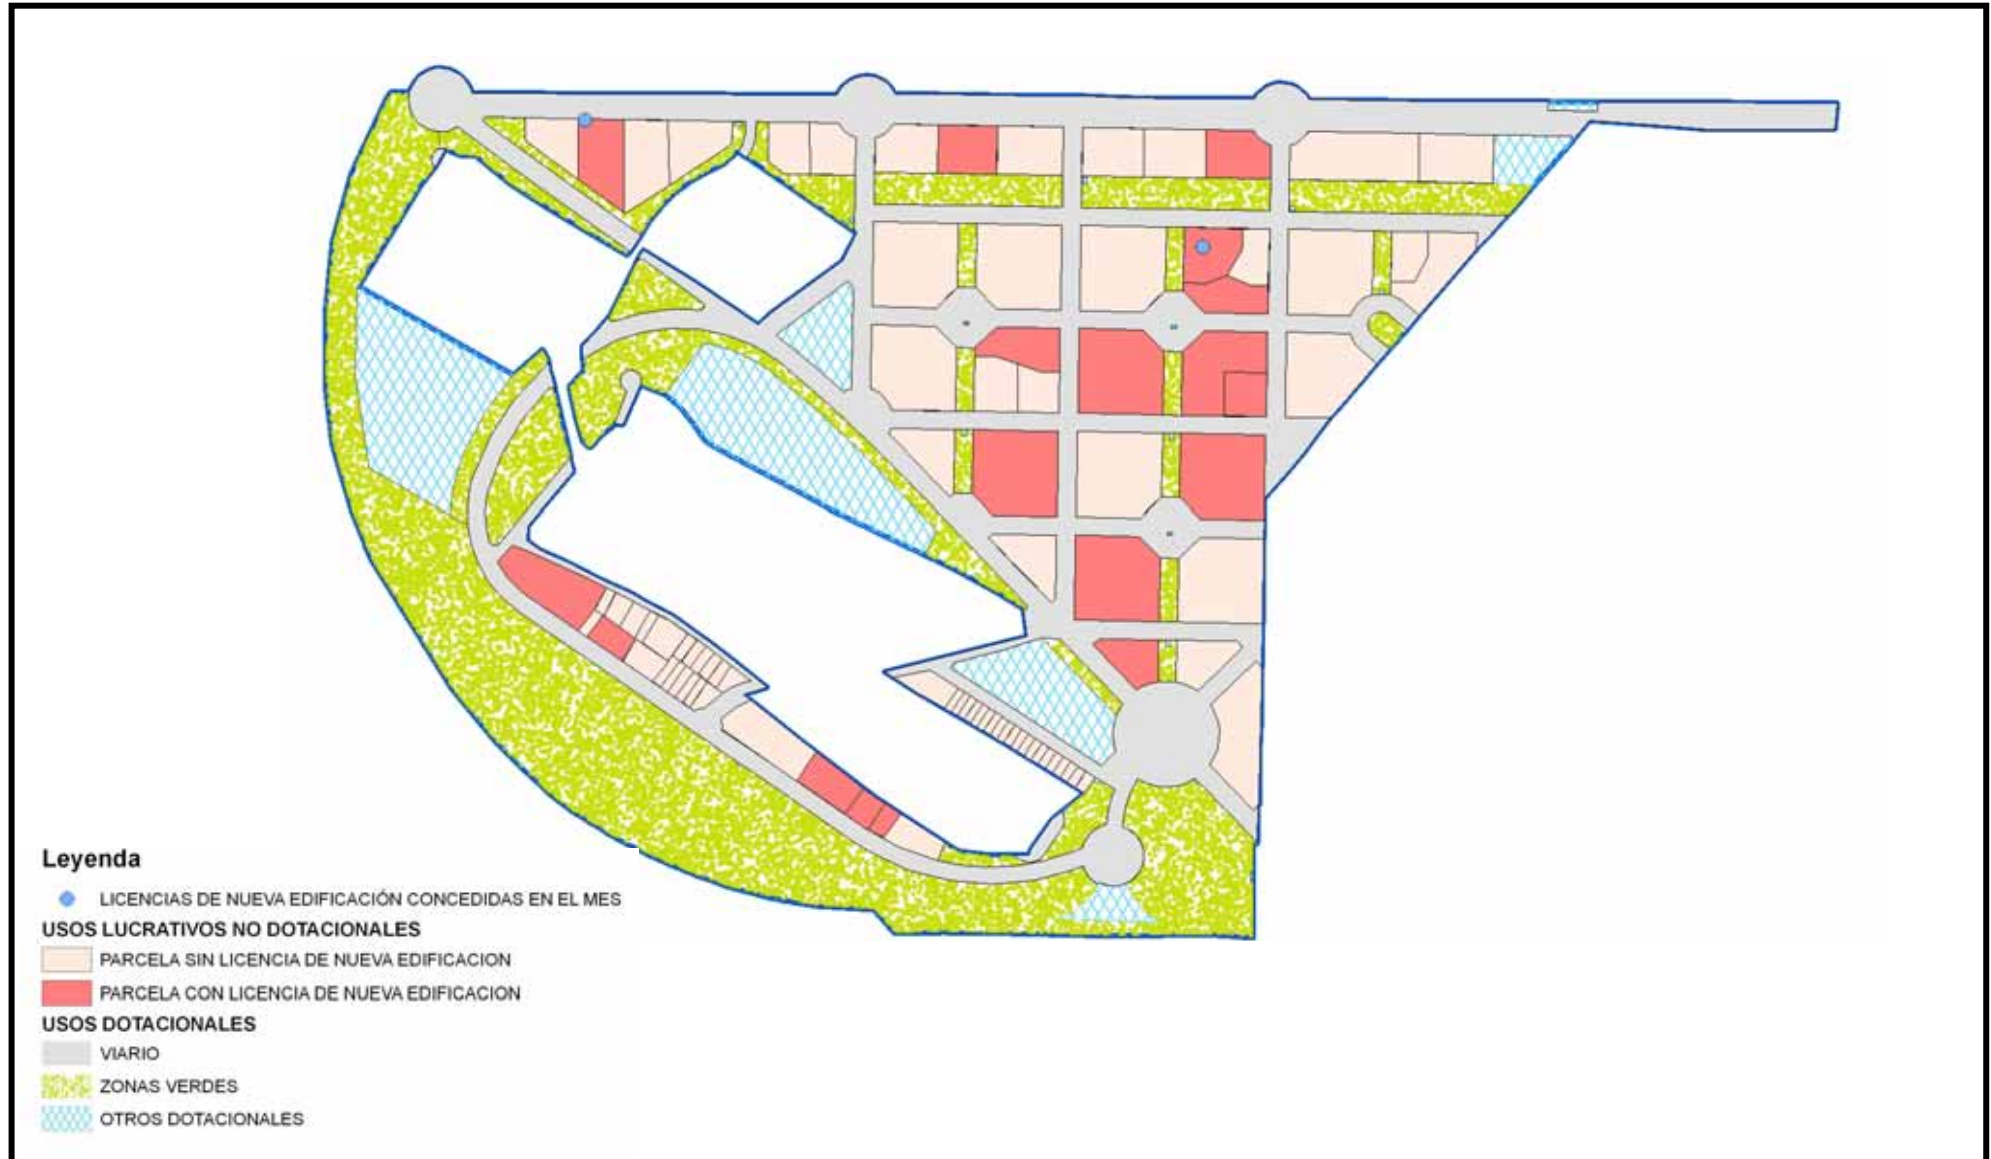 Leyenda
LICENCIAS DE NUEVA EDIFICACIÓN CONCEDIDAS EN EL MES
USOS LUCRATIVOS NO DOTACIONALES
PARCELA SIN LICENCIA DE NUEVA EDIFICACION
PARCELA CON LICENCIA DE NUEVA EDIFICACION
USOS DOTACIONALES
VIARIO
ZONAS VERDES
OTROS DOTACIONALES